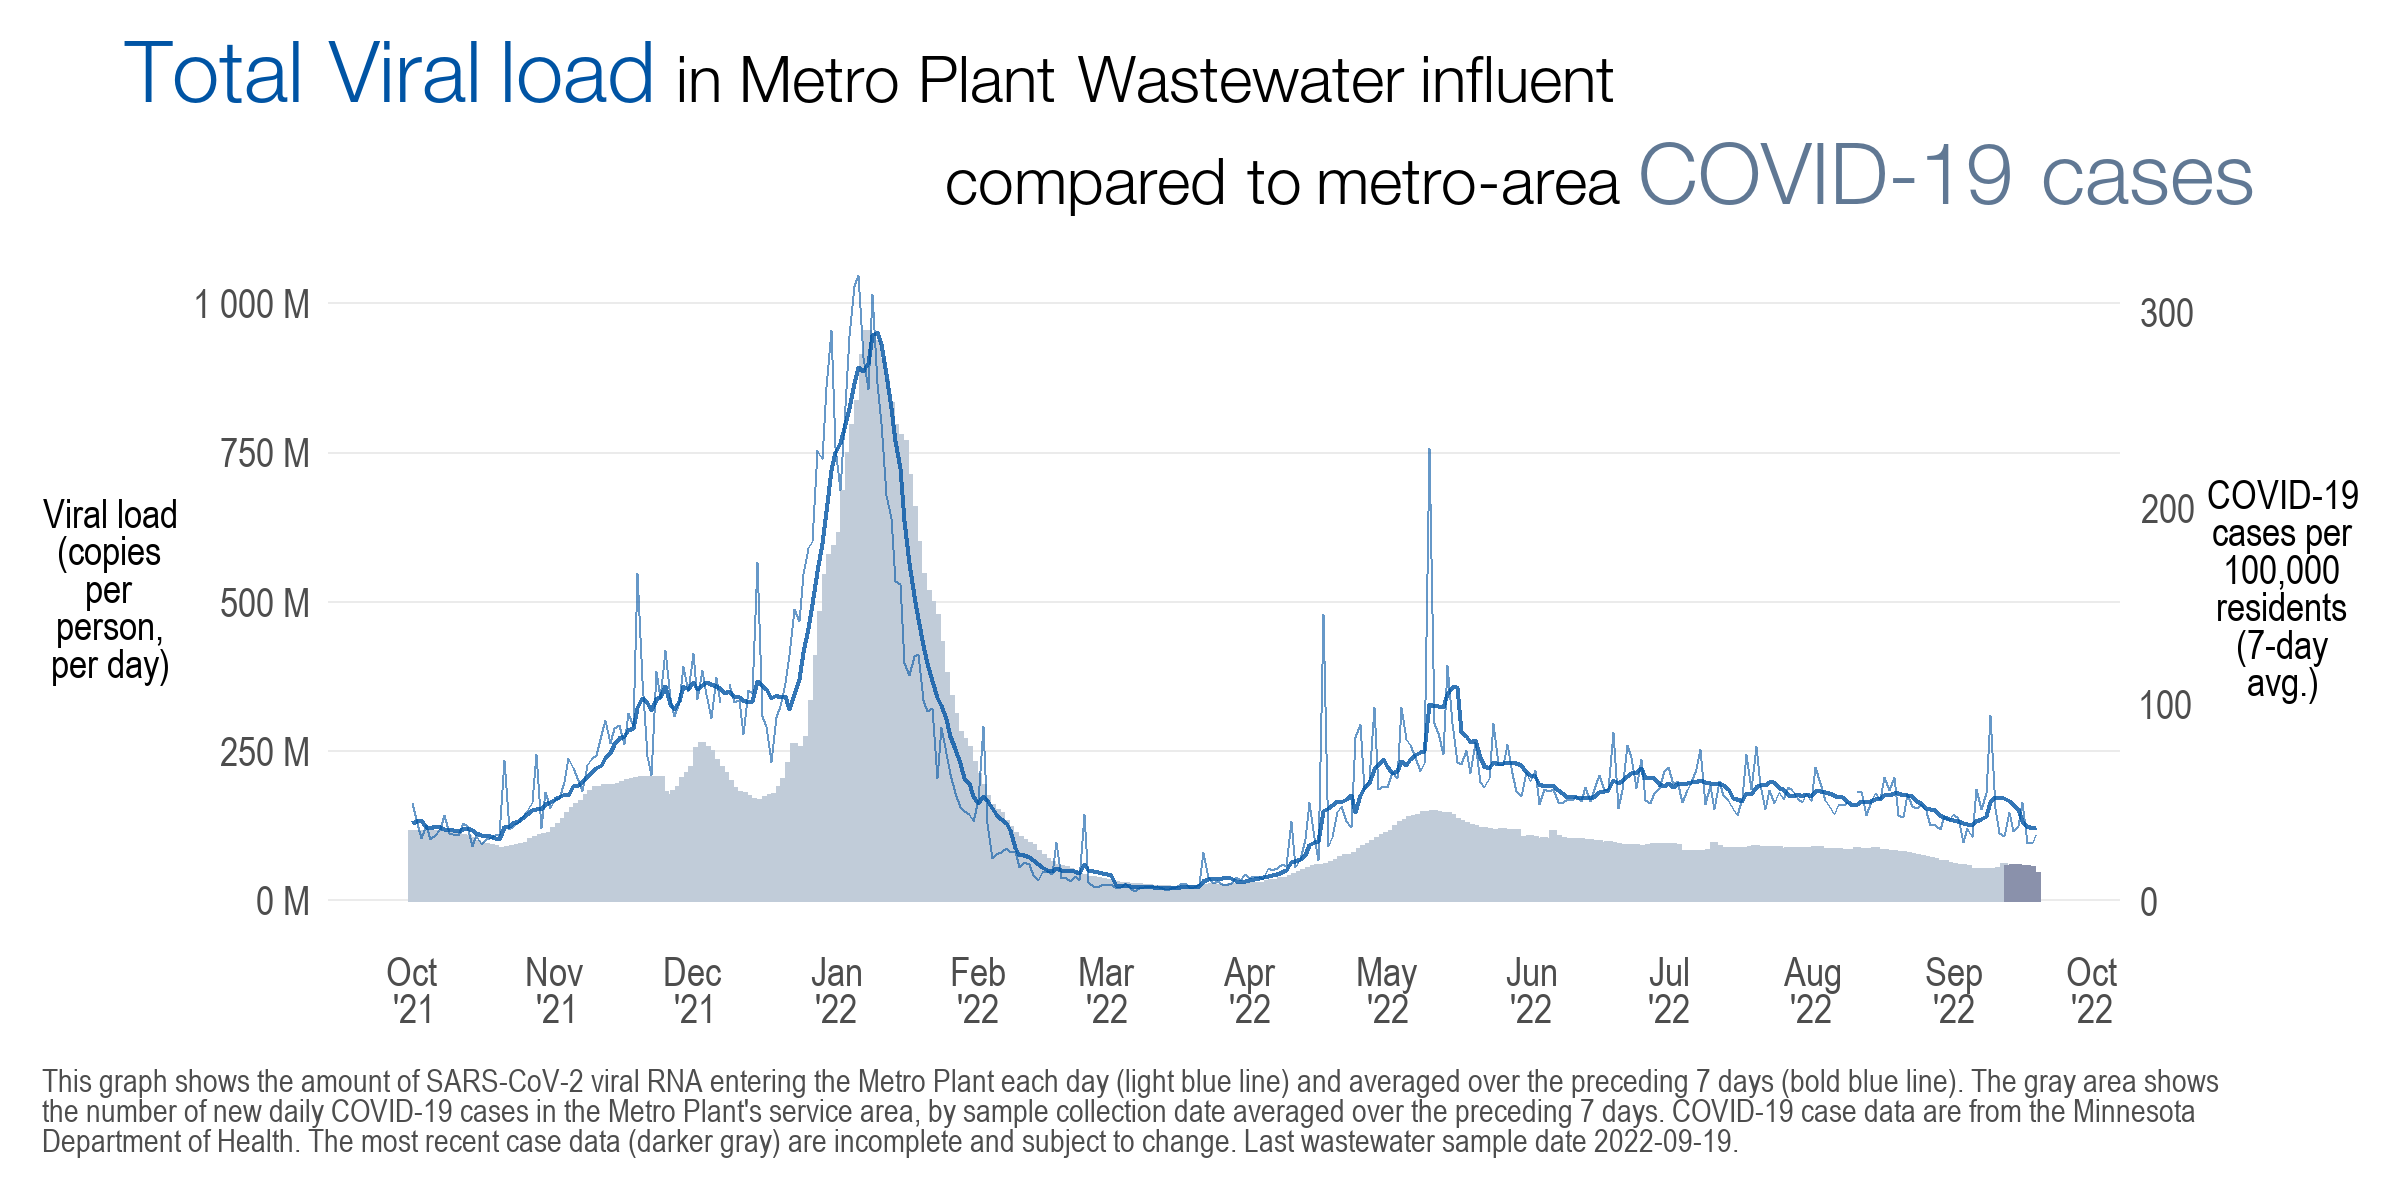 Total Viral load in Metro Plant Wastewater influent
compared to metro-area COVID-19 cases
1 000 M
750 M
500 M
250 M
0 M
Viral load
(copies
per
person,
per day)
300
200
100
0
COVID-19
cases per
100,000
residents
(7-day
avg.)
Oct Nov Dec Jan Feb Mar Apr May Jun Jul Aug Sep Oct
'21 '21 '21 '22 '22 '22 '22 '22 '22 '22 '22 '22 '22
This graph shows the amount of SARS-CoV-2 viral RNA entering the Metro Plant each day (light blue line) and averaged over the preceding 7 days (bold blue line). The gray area shows
the number of new daily COVID-19 cases in the Metro Plant's service area, by sample collection date averaged over the preceding 7 days. COVID-19 case data are from the Minnesota
Department of Health. The most recent case data (darker gray) are incomplete and subject to change. Last wastewater sample date 2022-09-19.